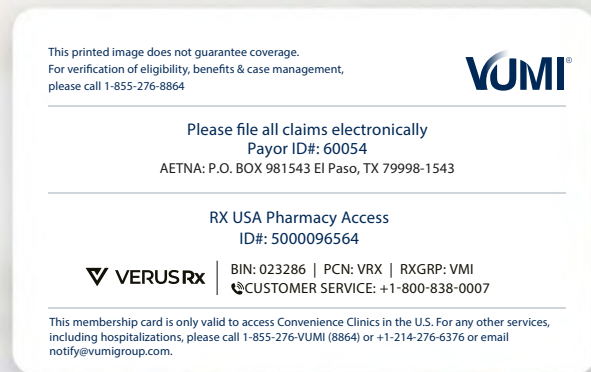 This printed image does not guarantee coverage.
For verification of eligibility, benefits & case management,
please call 1-855-276-8864
VUMI®
Please file all claims electronically
Payor ID#: 60054
AETNA: P.O. BOX 981543 El Paso, TX 79998-1543
RX USA Pharmacy Access
ID#: 5000096564
VERUS Rx
BIN: 023286 | PCN: VRX | RXGRP: VMI
CUSTOMER SERVICE: +1-800-838-0007
This membership card is only valid to access Convenience Clinics in the U.S. For any other services,
including hospitalizations, please call 1-855-276-VUMI (8864) or +1-214-276-6376 or email
notify@vumigroup.com.